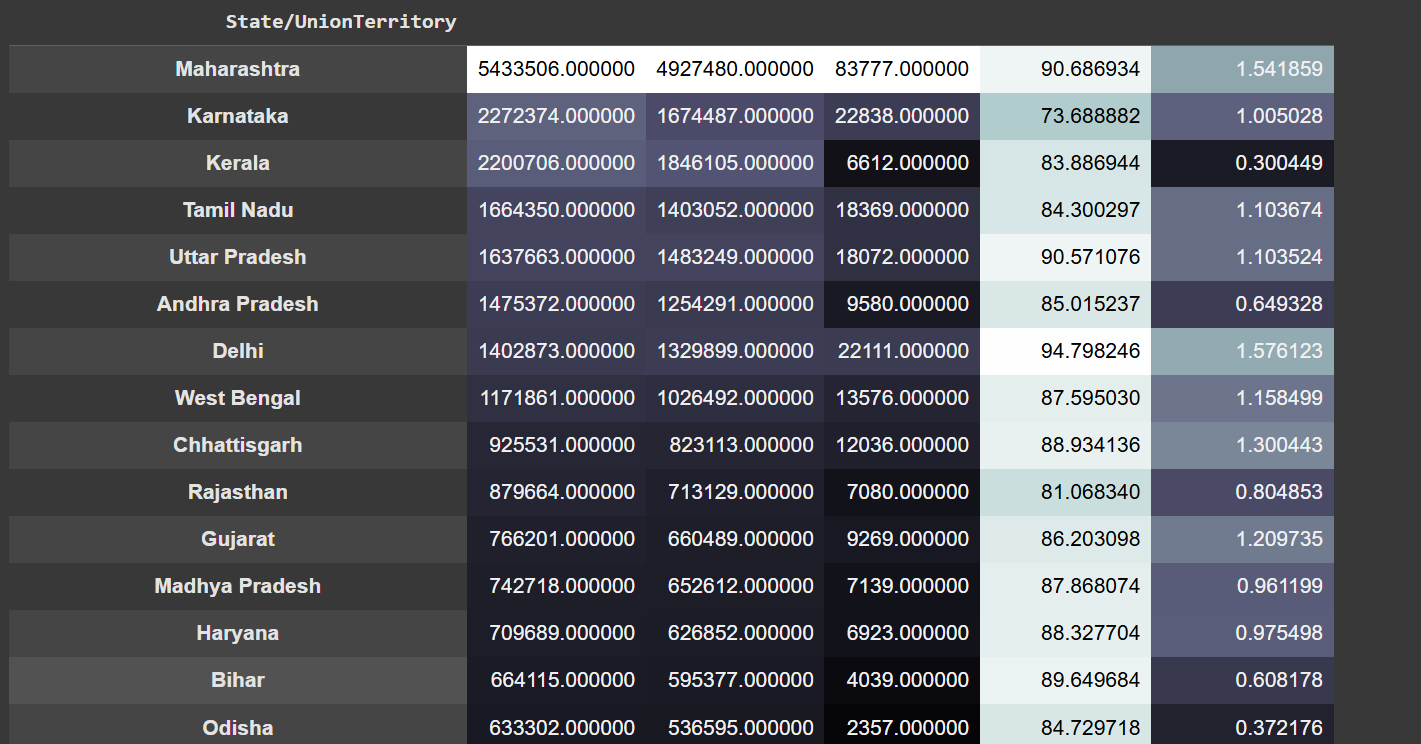 State/UnionTerritory
Maharashtra 5433506.000000 4927480.000000 83777.000000 90.686934 1.541859
Karnataka 2272374.000000 1674487.000000 22838.000000 73.688882 1.005028
Kerala 2200706.000000 1846105.000000 6612.000000 83.886944 0.300449
Tamil Nadu 1664350.000000 1403052.000000 18369.000000 84.300297 1.103674
Uttar Pradesh 1637663.000000 1483249.000000 18072.000000 90.571076 1.103524
Andhra Pradesh 1475372.000000 1254291.000000 9580.000000 85.015237 0.649328
Delhi 1402873.000000 1329899.000000 22111.000000 94.798246 1.576123
West Bengal 1171861.000000 1026492.000000 13576.000000 87.595030 1.158499
Chhattisgarh 925531.000000 823113.000000 12036.000000 88.934136 1.300443
Rajasthan 879664.000000 713129.000000 7080.000000 81.068340 0.804853
Gujarat 766201.000000 660489.000000 9269.000000 86.203098 1.209735
Madhya Pradesh 742718.000000 652612.000000 7139.000000 87.868074 0.961199
Haryana 709689.000000 626852.000000 6923.000000 88.327704 0.975498
Bihar 664115.000000 595377.000000 4039.000000 89.649684 0.608178
Odisha 633302.000000 536595.000000 2357.000000 84.729718 0.372176